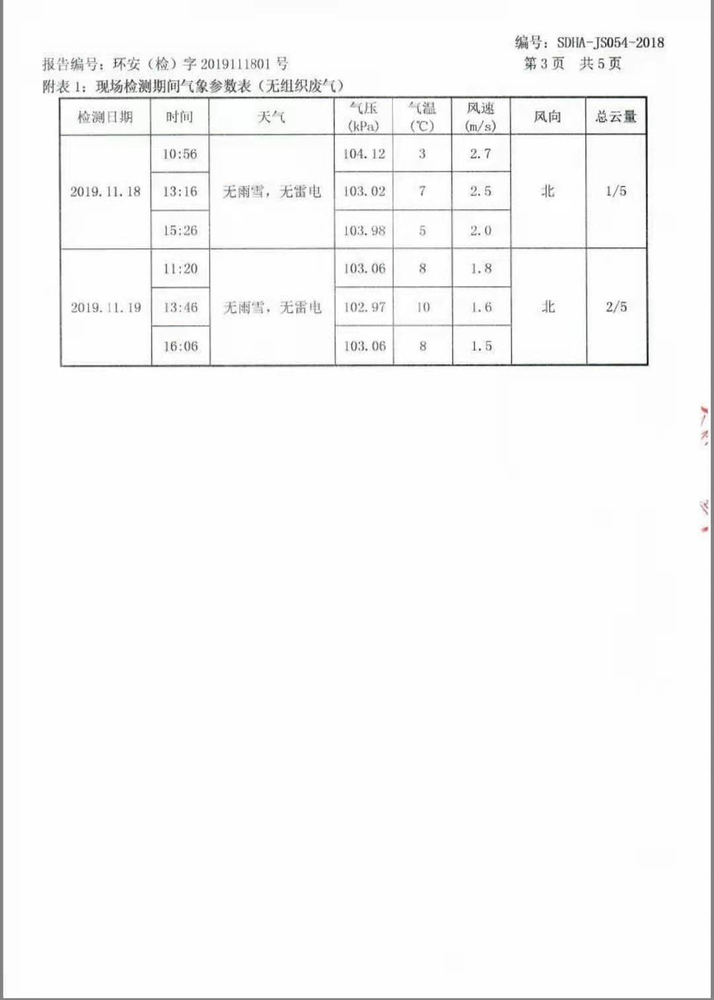 编号：SDHA-JS054-2018
报告编号：环安（检）字 2019111801 号 第 3 页 共 5 页
附表 1：现场检测期间气象参数表（无组织废气）
检测日期 时间 天气 气压 (kPa) 气温 (℃) 风速 (m/s) 风向 总云量
2019.11.18 10:56 无雨雪，无雷电 104.12 3 2.7 北 1/5
13:16 103.02 7 2.5
15:26 103.98 5 2.0
2019.11.19 11:20 无雨雪，无雷电 103.06 8 1.8 北 2/5
13:46 102.97 10 1.6
16:06 103.06 8 1.5